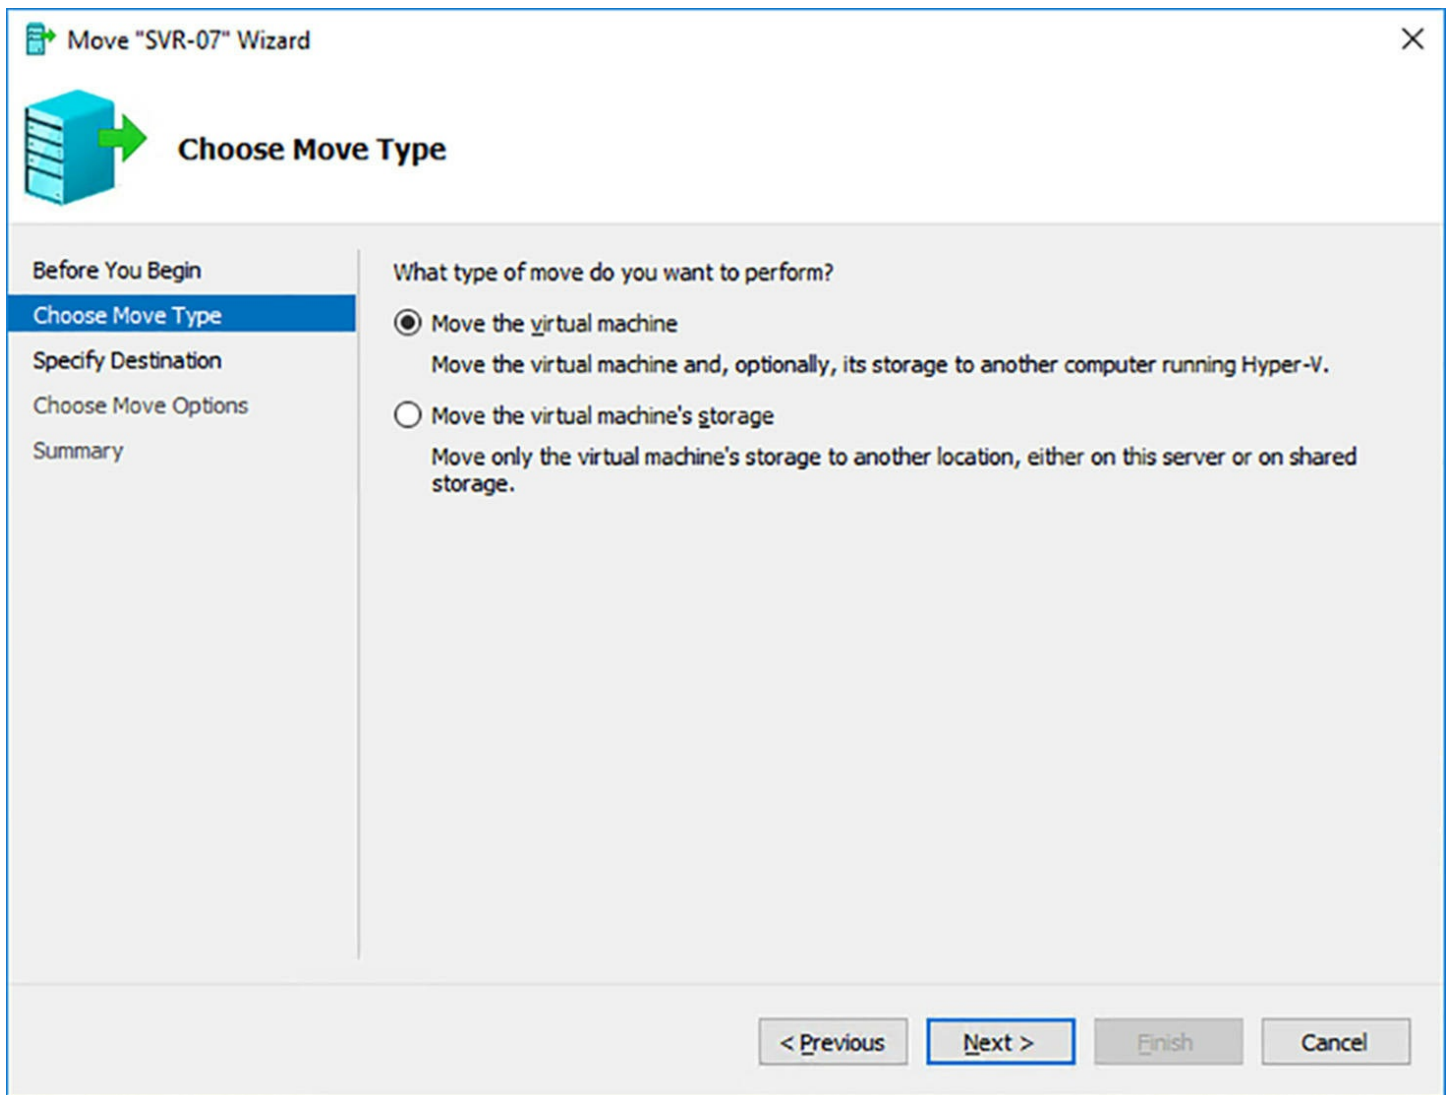 Move "SVR-07" Wizard
Choose Move Type
Before You Begin
Choose Move Type
Specify Destination
Choose Move Options
Summary
What type of move do you want to perform?
Move the virtual machine
Move the virtual machine and, optionally, its storage to another computer running Hyper-V.
Move the virtual machine's storage
Move only the virtual machine's storage to another location, either on this server or on shared
storage.
< Previous
Next >
Finish
Cancel